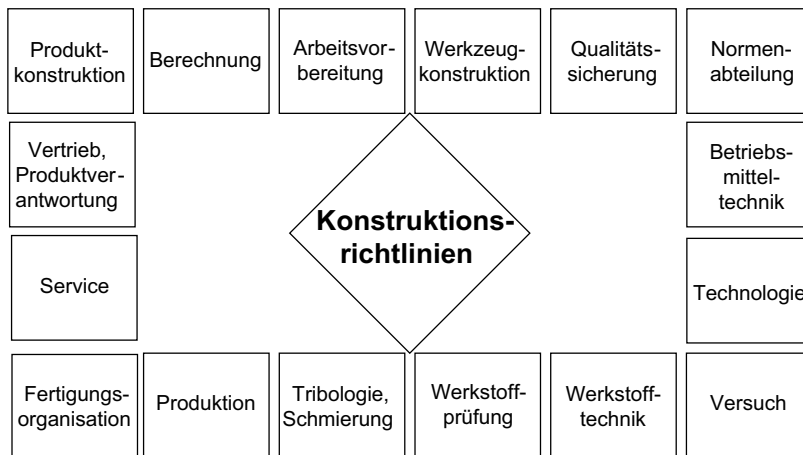 Produkt-
konstruktion
Berechnung
Arbeitsvor-
bereitung
Werkzeug-
konstruktion
Qualitäts-
sicherung
Normen-
abteilung
Vertrieb,
Produktver-
antwortung
Betriebs-
mittel-
technik
Konstruktions-
richtlinien
Service
Technologie
Fertigungs-
organisation
Produktion
Tribologie,
Schmierung
Werkstoff-
prüfung
Werkstoff-
technik
Versuch